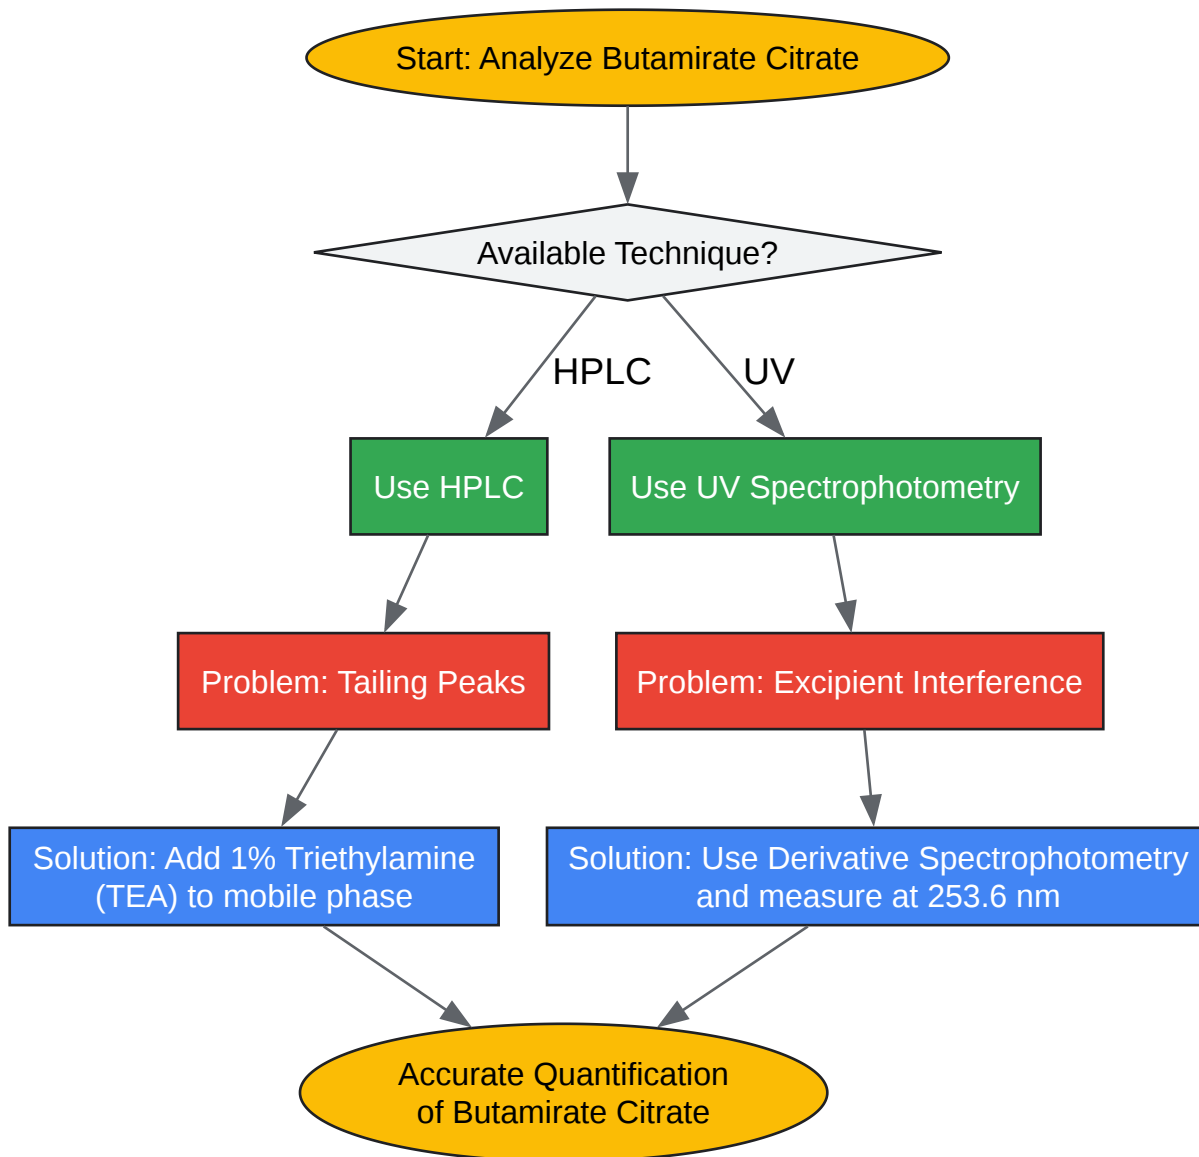 Start: Analyze Butamirate Citrate
Available Technique?
HPLC
UV
Use HPLC
Use UV Spectrophotometry
Problem: Tailing Peaks
Problem: Excipient Interference
Solution: Add 1% Triethylamine
(TEA) to mobile phase
Solution: Use Derivative Spectrophotometry
and measure at 253.6 nm
Accurate Quantification
of Butamirate Citrate